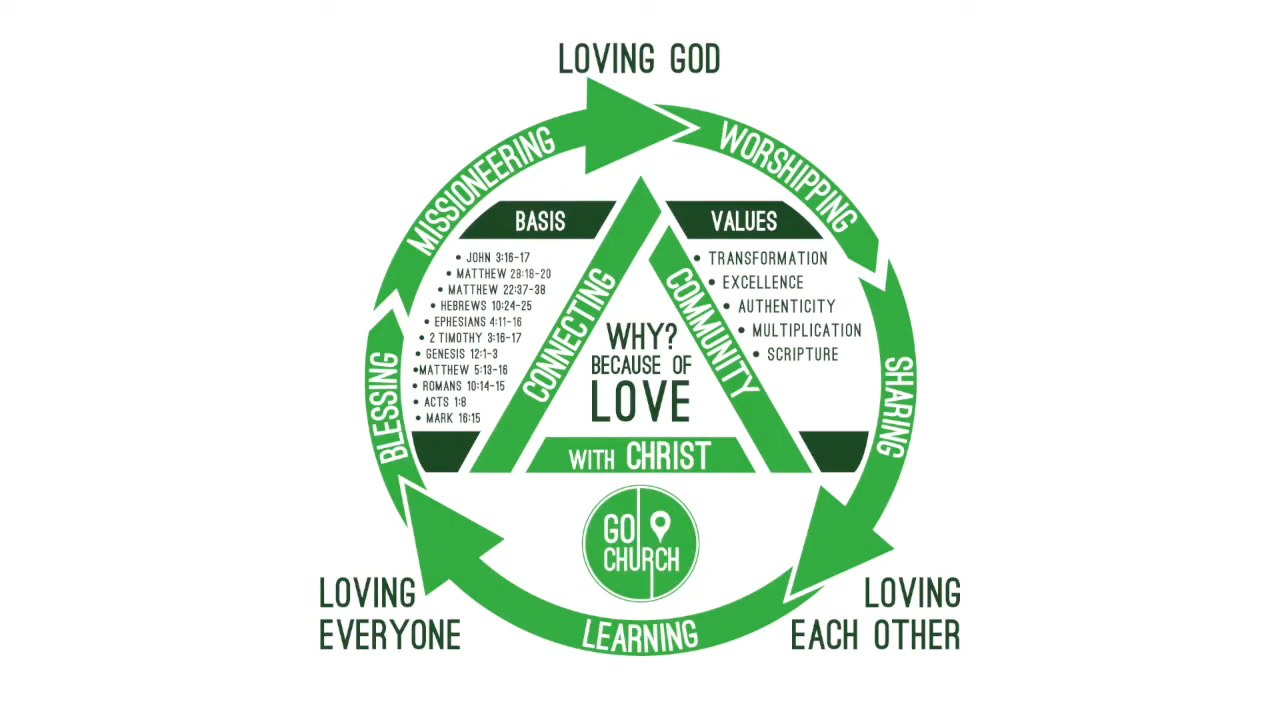 LOVING GOD
MISSIONEERING
WORSHIPPING
BASIS
VALUES
• JOHN 3:16-17
• MATTHEW 28:18-20
• MATTHEW 22:37-38
• HEBREWS 10:24-25
• EPHESIANS 4:11-16
• 2 TIMOTHY 3:16-17
• GENESIS 12:1-3
•MATTHEW 5:13-16
• ROMANS 10:14-15
• ACTS 1:8
• MARK 16:15
• TRANSFORMATION
• EXCELLENCE
• AUTHENTICITY
• MULTIPLICATION
• SCRIPTURE
CONNECTING
COMMUNITY
WHY?
BECAUSE OF
LOVE
WITH CHRIST
BLESSING
SHARING
GO
CHURCH
LOVING
EVERYONE
LOVING
EACH OTHER
LEARNING